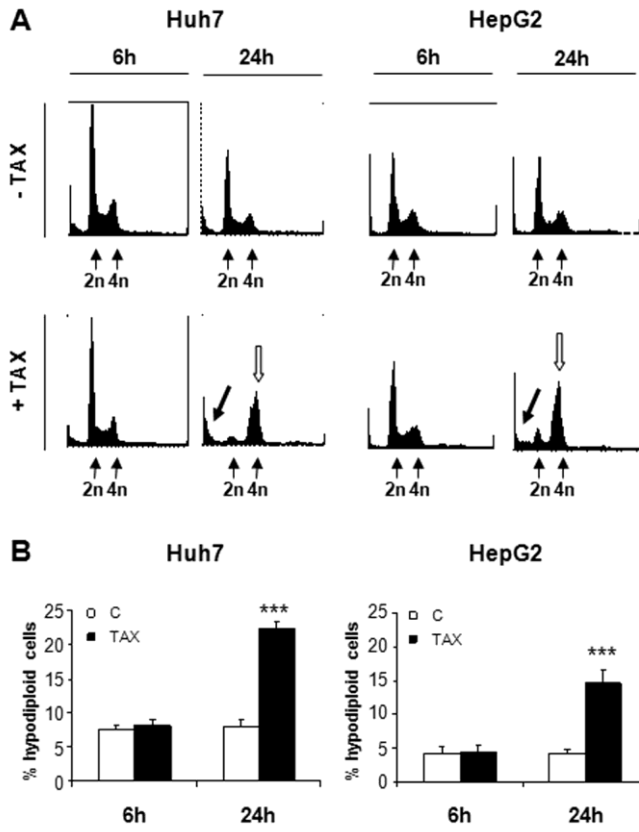 A
Huh7 HepG2
6h 24h 6h 24h
- TAX
2n 4n 2n 4n 2n 4n 2n 4n
+ TAX
2n 4n 2n 4n 2n 4n 2n 4n
B
Huh7 HepG2
% hypodiploid cells
25
20
15
10
5
0
C
TAX
***
6h 24h
% hypodiploid cells
25
20
15
10
5
0
C
TAX
***
6h 24h